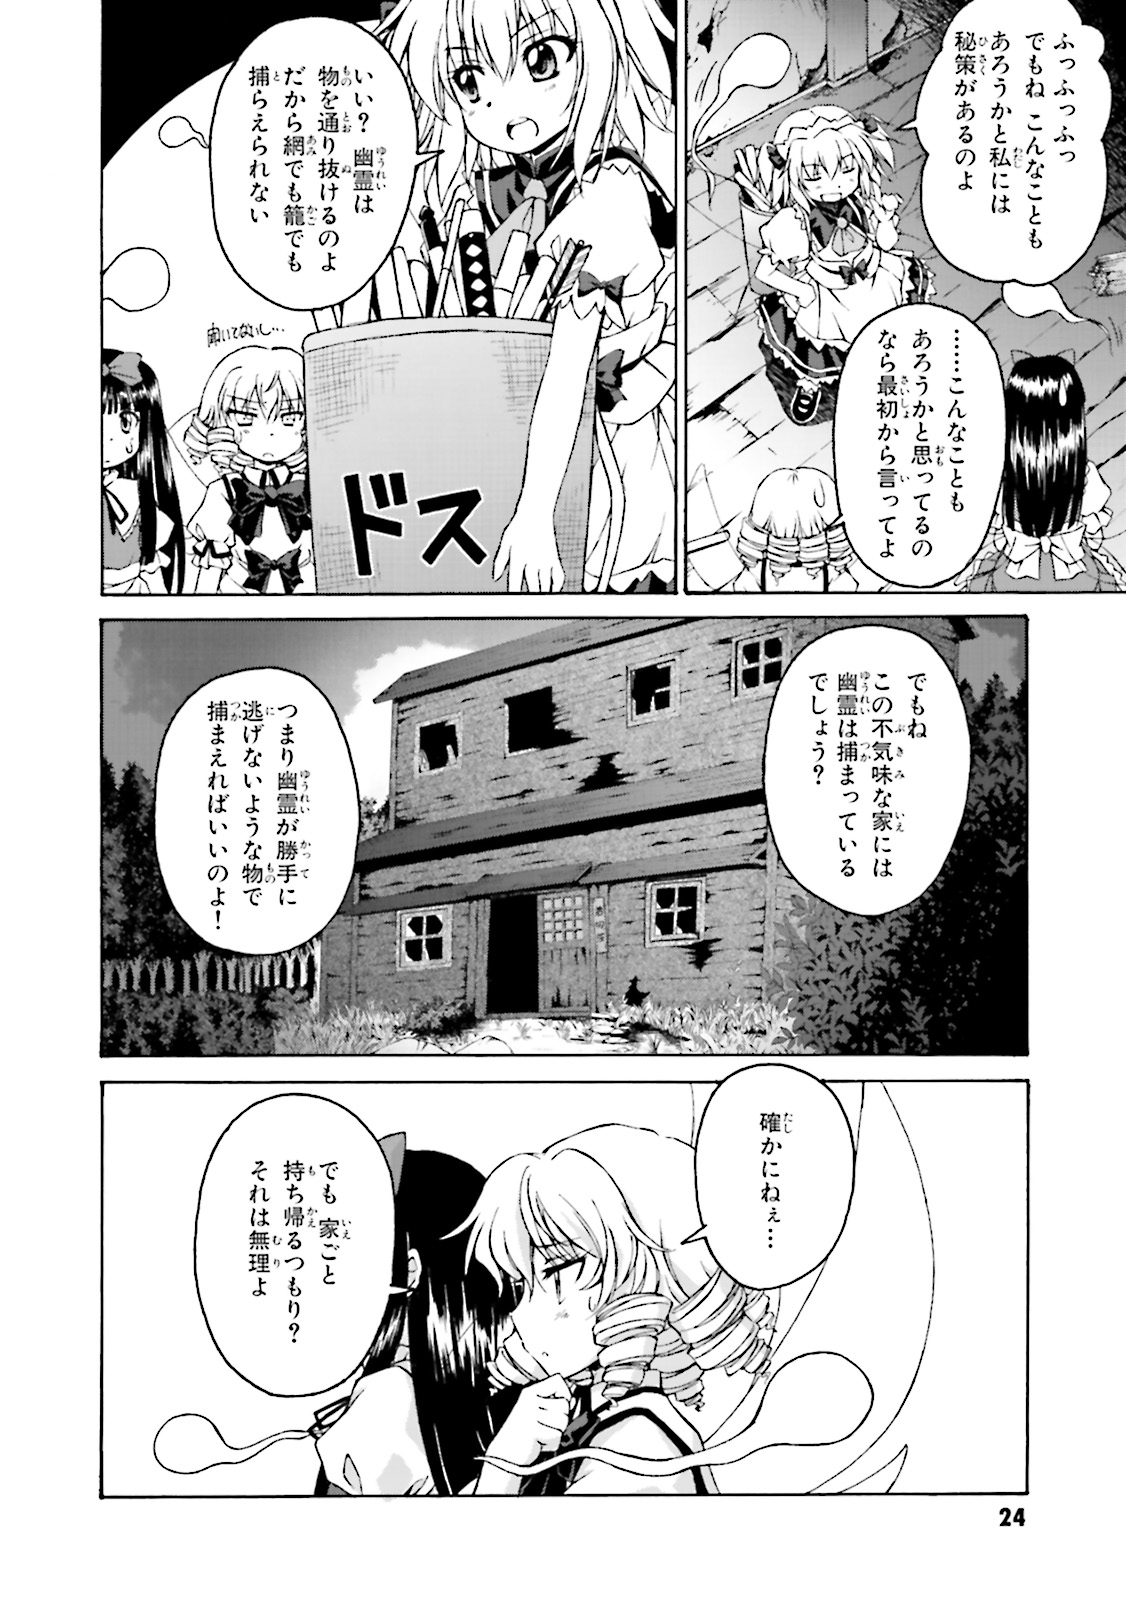 ふっふっふっ
でもね こんなことも
あろうかと私には
秘策があるのよ
……こんなことも
あろうかと思ってるの
なら最初から言ってよ
いい? 幽霊は
物を通り抜けるのよ
だから網でも籠でも
捕らえられない
聞いてないし…
ドス
でもね
この不気味な家には
幽霊は捕まっている
でしょう?
つまり幽霊が勝手に
逃げないような物で
捕まえればいいのよ!
確かにねぇ…
でも 家ごと
持ち帰るつもり?
それは無理よ
24